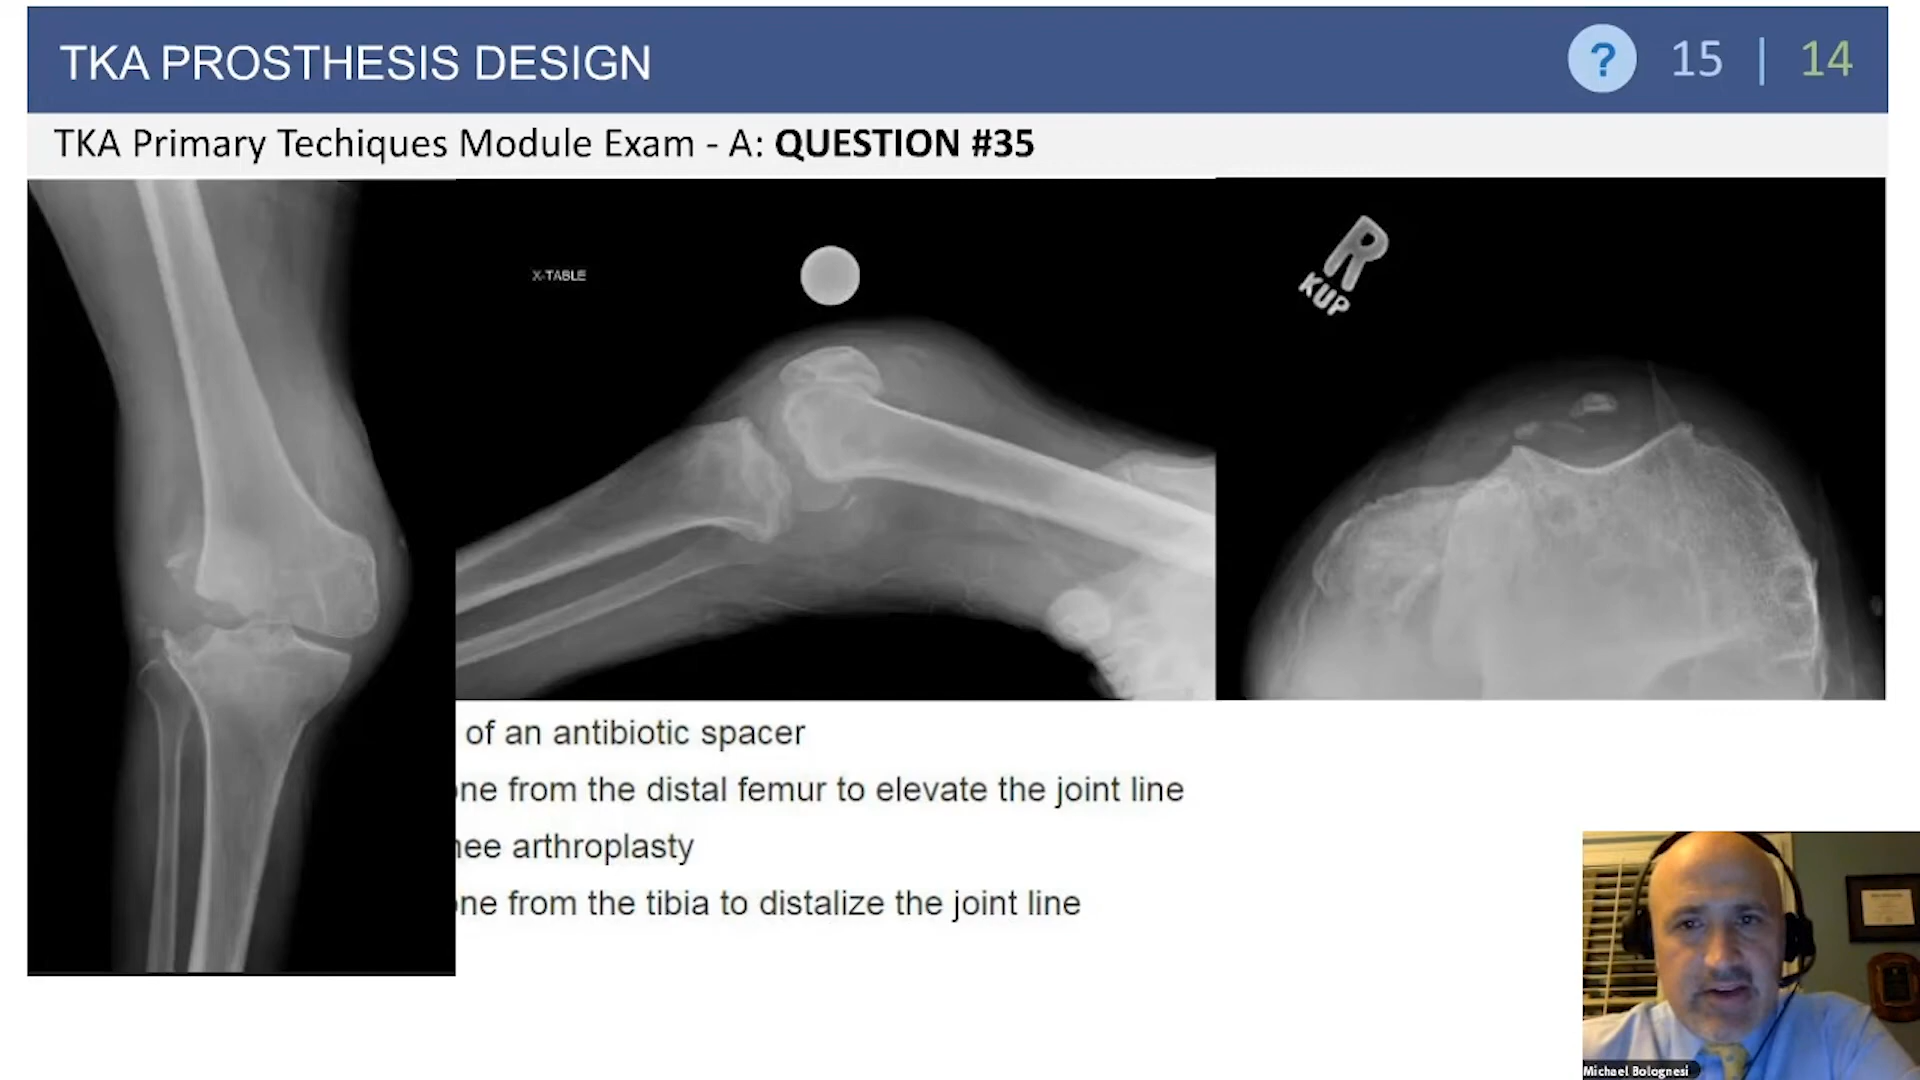 TKA PROSTHESIS DESIGN
? 15 | 14
TKA Primary Techiques Module Exam - A: QUESTION #35
X-TABLE
R
KUP
of an antibiotic spacer
ne from the distal femur to elevate the joint line
nee arthroplasty
ne from the tibia to distalize the joint line
Michael Bolognesi